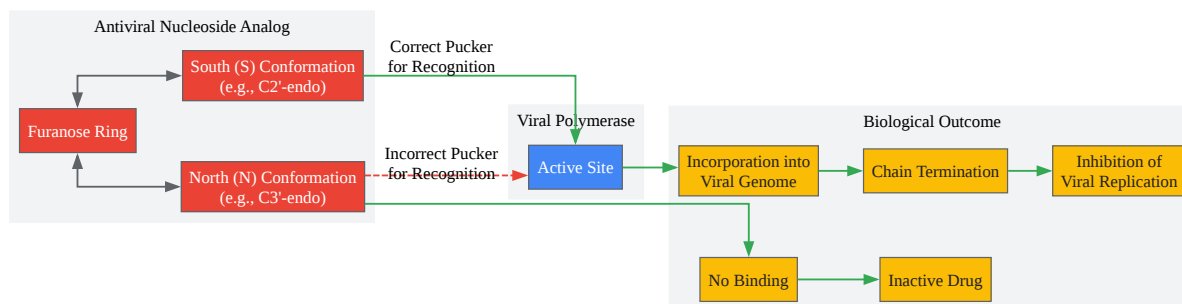 Antiviral Nucleoside Analog
South (S) Conformation
(e.g., C2'-endo)
Furanose Ring
North (N) Conformation
(e.g., C3'-endo)
Correct Pucker
for Recognition
Incorrect Pucker
for Recognition
Viral Polymerase
Active Site
Biological Outcome
Incorporation into
Viral Genome
Chain Termination
Inhibition of
Viral Replication
No Binding
Inactive Drug